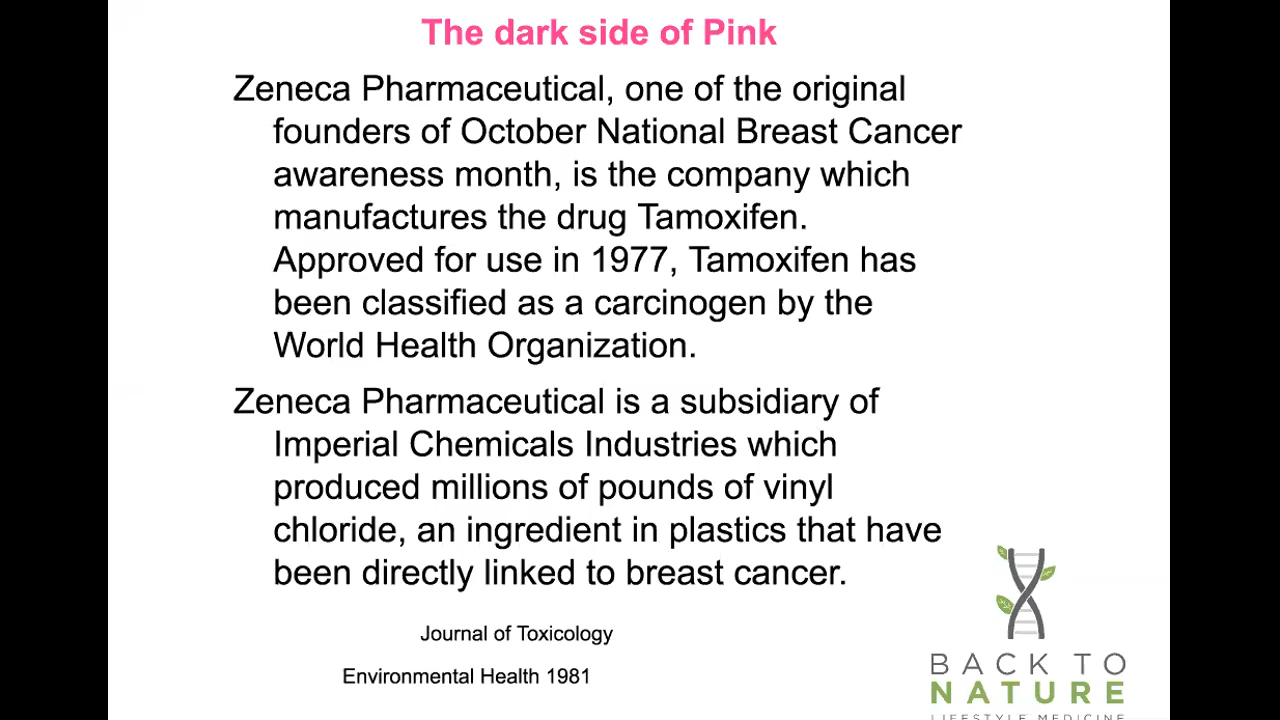 The dark side of Pink
Zeneca Pharmaceutical, one of the original
founders of October National Breast Cancer
awareness month, is the company which
manufactures the drug Tamoxifen.
Approved for use in 1977, Tamoxifen has
been classified as a carcinogen by the
World Health Organization.
Zeneca Pharmaceutical is a subsidiary of
Imperial Chemicals Industries which
produced millions of pounds of vinyl
chloride, an ingredient in plastics that have
been directly linked to breast cancer.
Journal of Toxicology
Environmental Health 1981
BACK TO
NATURE
LIFESTYLE MEDICINE